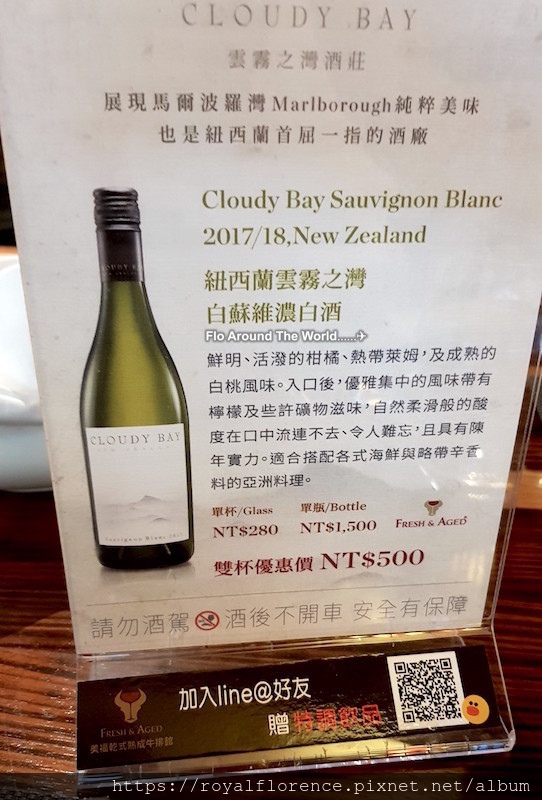 CLOUDY BAY
雲霧之灣酒莊
展現馬爾波羅灣Marlborough純粹美味
也是紐西蘭首屈一指的酒廠
Cloudy Bay Sauvignon Blanc
2017/18,New Zealand
紐西蘭雲霧之灣
白蘇維濃白酒
Flo Around The World......✈
鮮明、活潑的柑橘、熱帶萊姆，及成熟的
白桃風味。入口後，優雅集中的風味帶有
檸檬及些許礦物滋味，自然柔滑般的酸
度在口中流連不去、令人難忘，且具有陳
年實力。適合搭配各式海鮮與略帶辛香
料的亞洲料理。
單杯/Glass 單瓶/Bottle
NT$280 NT$1,500 FRESH & AGED
雙杯優惠價 NT$500
CLOUDY BAY
CLOUDY BAY
NEW ZEALAND
Sauvignon Blanc
請勿酒駕 酒後不開車 安全有保障
加入line@好友
贈 特調飲品
FRESH & AGED
美福乾式熟成牛排館
https://royalflorence.pixnet.net/album